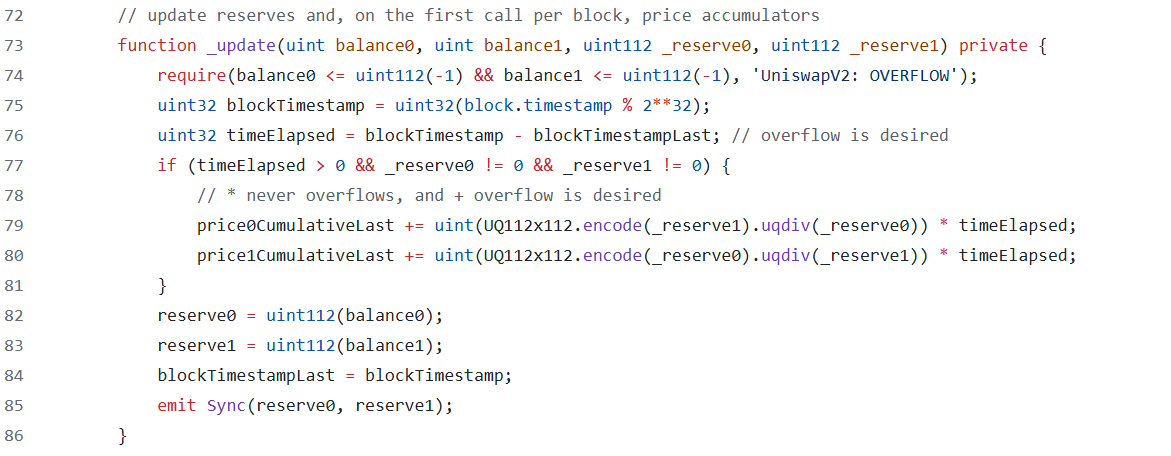 72 // update reserves and, on the first call per block, price accumulators
73 function _update(uint balance0, uint balance1, uint112 _reserve0, uint112 _reserve1) private {
74 require(balance0 <= uint112(-1) && balance1 <= uint112(-1), 'UniswapV2: OVERFLOW');
75 uint32 blockTimestamp = uint32(block.timestamp % 2**32);
76 uint32 timeElapsed = blockTimestamp - blockTimestampLast; // overflow is desired
77 if (timeElapsed > 0 && _reserve0 != 0 && _reserve1 != 0) {
78 // * never overflows, and + overflow is desired
79 price0CumulativeLast += uint(UQ112x112.encode(_reserve1).uqdiv(_reserve0)) * timeElapsed;
80 price1CumulativeLast += uint(UQ112x112.encode(_reserve0).uqdiv(_reserve1)) * timeElapsed;
81 }
82 reserve0 = uint112(balance0);
83 reserve1 = uint112(balance1);
84 blockTimestampLast = blockTimestamp;
85 emit Sync(reserve0, reserve1);
86 }